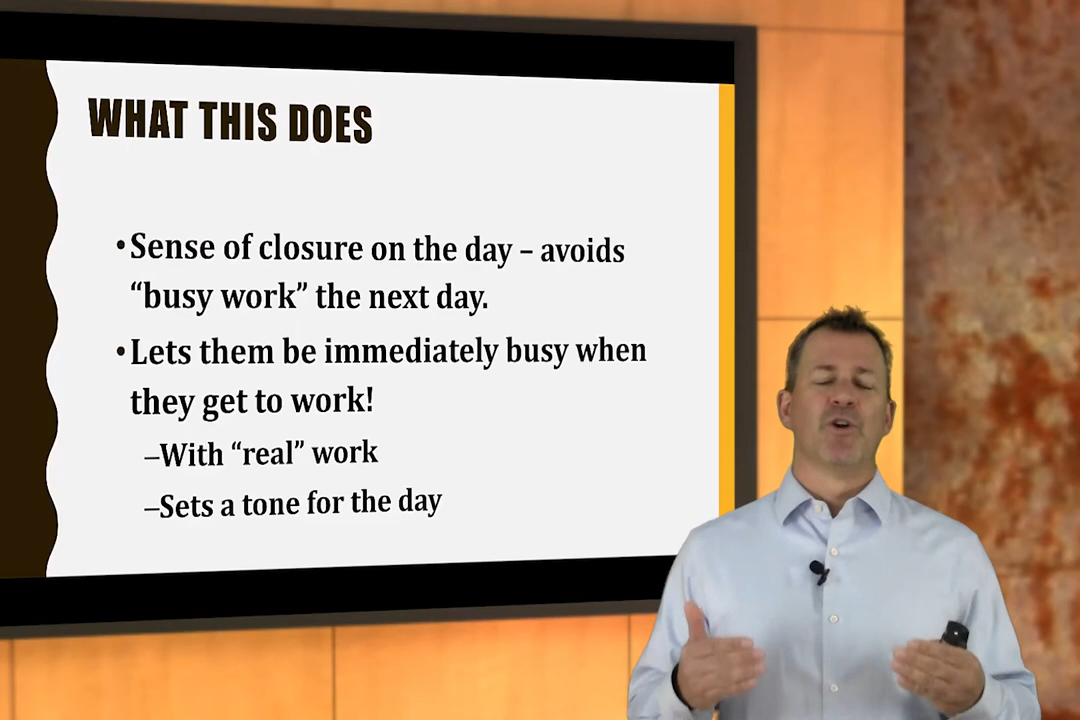 WHAT THIS DOES
•Sense of closure on the day – avoids
“busy work” the next day.
•Lets them be immediately busy when
they get to work!
–With “real” work
–Sets a tone for the day